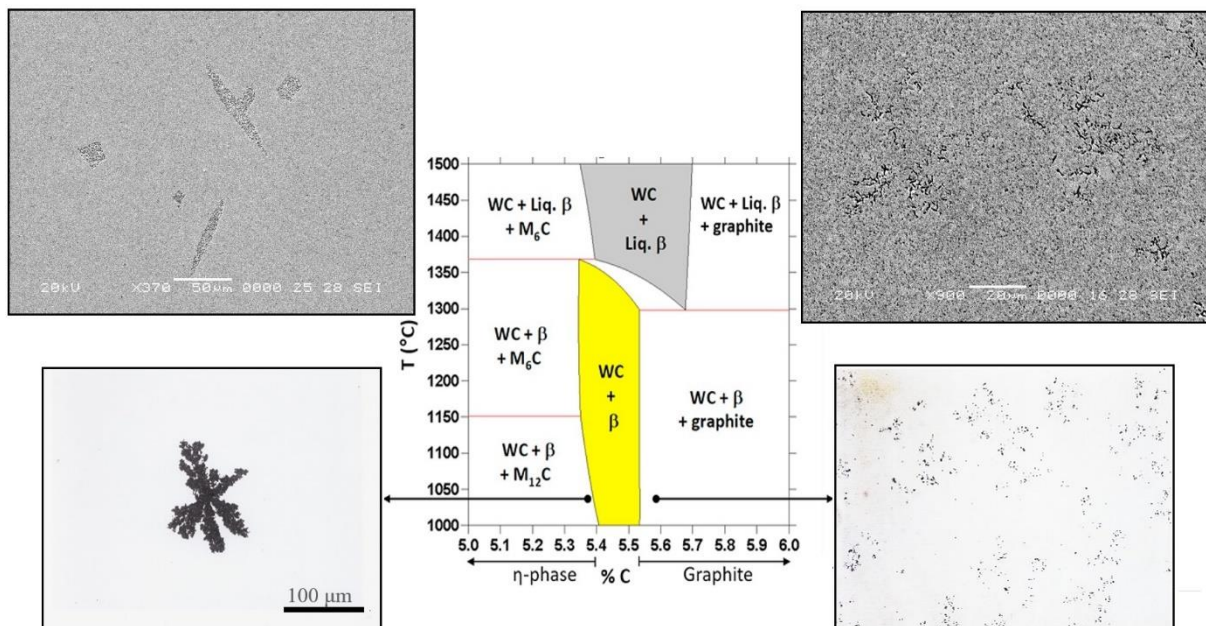 20kV X370 50μm 0000 25 28 SEI
20kV X900 20μm 0000 16 28 SEI
T (°C)
1500
1450
1400
1350
1300
1250
1200
1150
1100
1050
1000
WC + Liq. β
+ M₆C
WC
+
Liq. β
WC + Liq. β
+ graphite
WC + β
+ M₆C
WC
+
β
WC + β
+ graphite
WC + β
+ M₁₂C
5.0 5.1 5.2 5.3 5.4 5.5 5.6 5.7 5.8 5.9 6.0
η-phase % C Graphite
100 μm